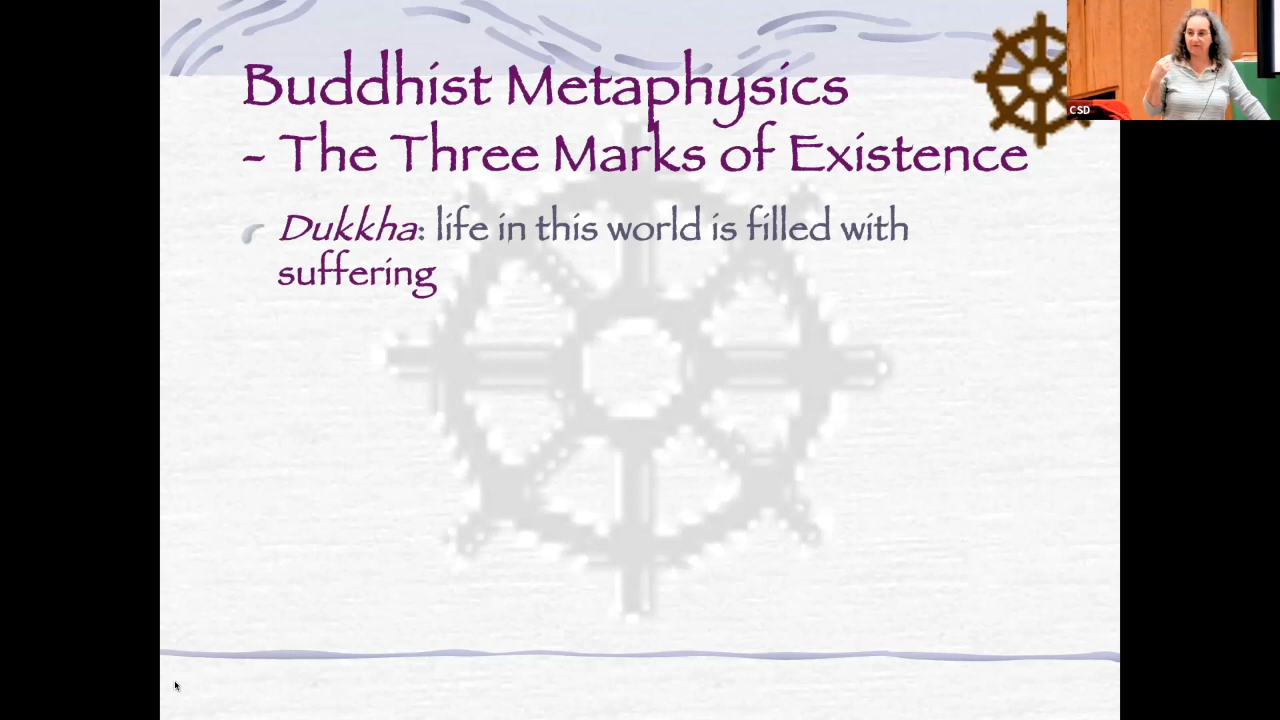 Buddhist Metaphysics
- The Three Marks of Existence
Dukkha: life in this world is filled with
suffering
CSD